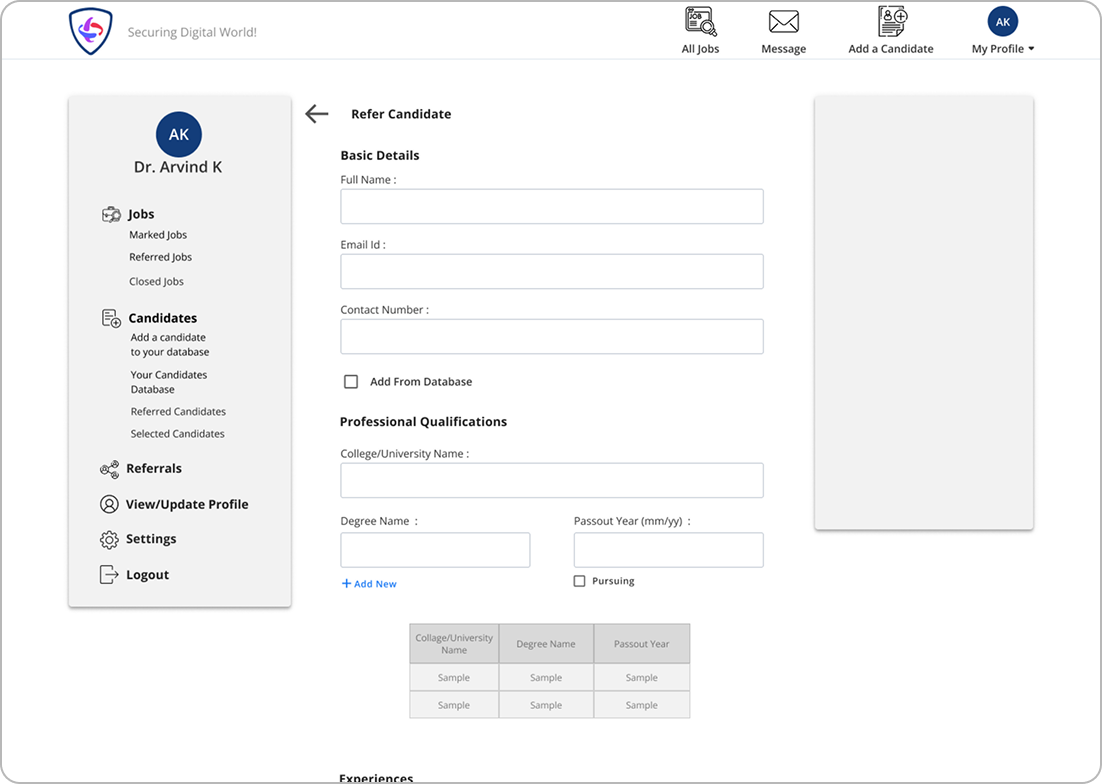 Securing Digital World!
All Jobs
Message
Add a Candidate
AK
My Profile
AK
Dr. Arvind K
Jobs
Marked Jobs
Referred Jobs
Closed Jobs
Candidates
Add a candidate
to your database
Your Candidates
Database
Referred Candidates
Selected Candidates
Referrals
View/Update Profile
Settings
Logout
Refer Candidate
Basic Details
Full Name :
Email Id :
Contact Number :
Add From Database
Professional Qualifications
College/University Name :
Degree Name :
Passout Year (mm/yy) :
+ Add New
Pursuing
Collage/University
Name
Degree Name
Passout Year
Sample Sample Sample
Sample Sample Sample
Experiences